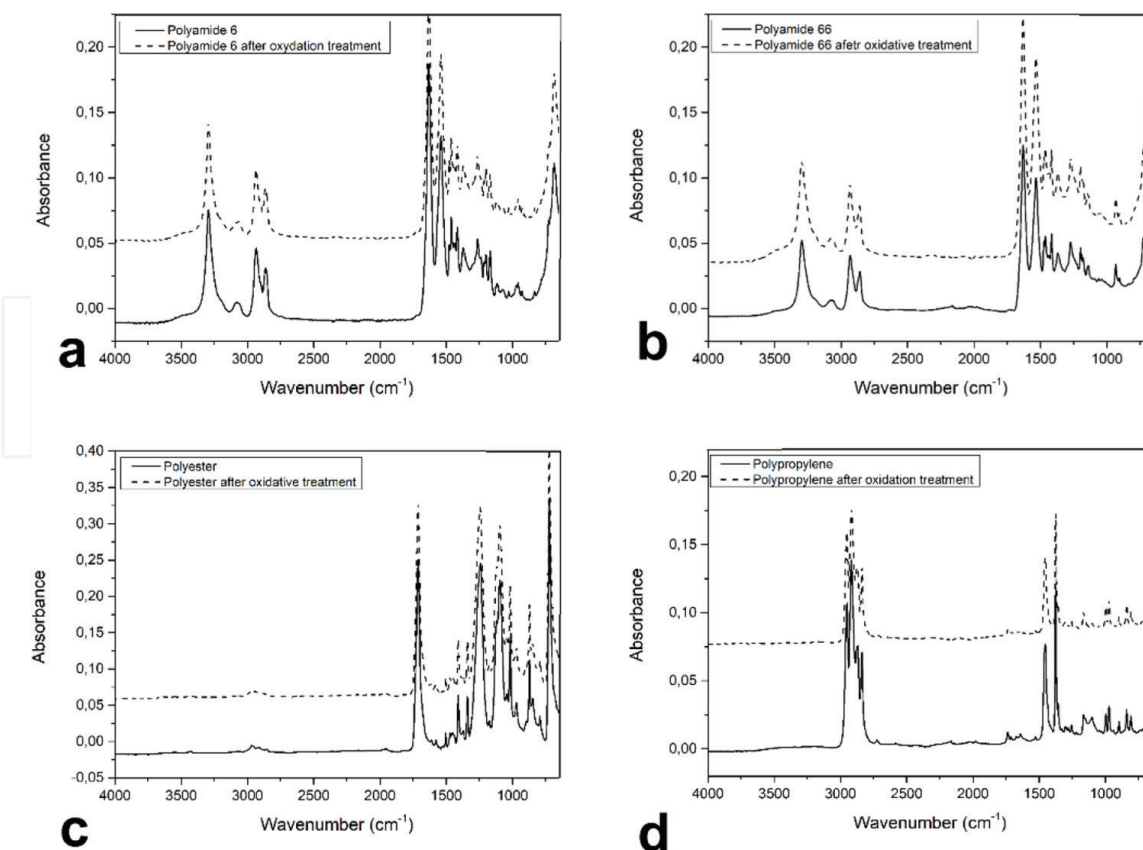 Polyamide 6
Polyamide 6 after oxydation treatment
0,20
0,15
0,10
0,05
0,00
Absorbance
4000 3500 3000 2500 2000 1500 1000
Wavenumber (cm-1)
a
Polyamide 66
Polyamide 66 afetr oxidative treatment
0,20
0,15
0,10
0,05
0,00
Absorbance
4000 3500 3000 2500 2000 1500 1000
Wavenumber (cm-1)
b
Polyester
Polyester after oxidative treatment
0,40
0,35
0,30
0,25
0,20
0,15
0,10
0,05
0,00
-0,05
Absorbance
4000 3500 3000 2500 2000 1500 1000
Wavenumber (cm-1)
c
Polypropylene
Polypropylene after oxidation treatment
0,20
0,15
0,10
0,05
0,00
Absorbance
4000 3500 3000 2500 2000 1500 1000
Wavenumber (cm-1)
d